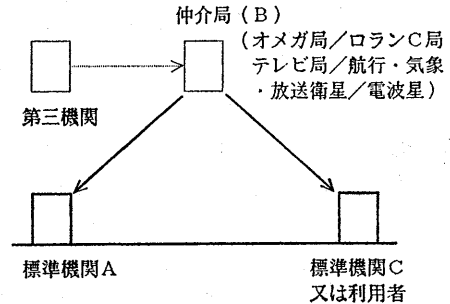 仲介局(B)
(オメガ局/ロランC局
テレビ局/航行・気象
・放送衛星/電波星)
第三機関
標準機関A
標準機関C
又は利用者